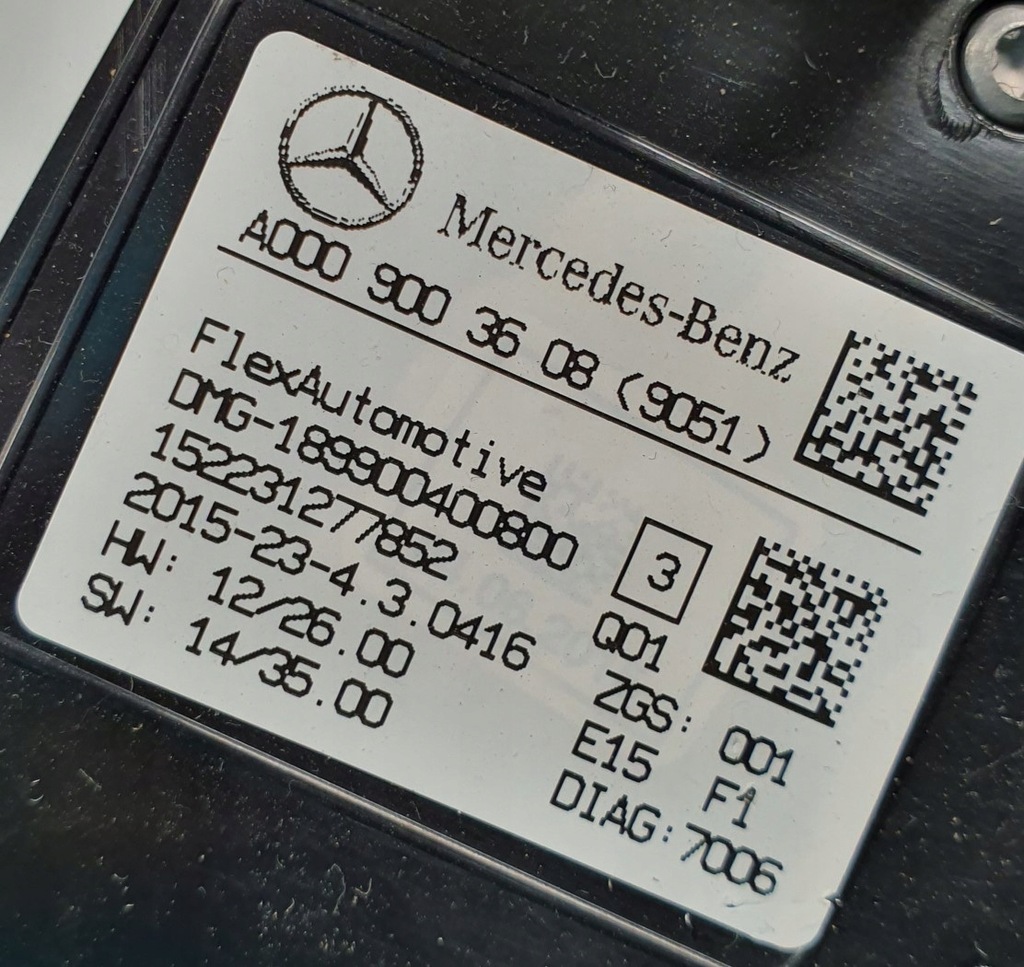 Mercedes-Benz
A000 900 36 08 (9051)
FlexAutomotive
DMG-189900400800
152231277852
2015-23-4.3.0416
HW: 12/26.00
SW: 14/35.00
3
Q01
ZGS: 001
E15 F1
DIAG:7006